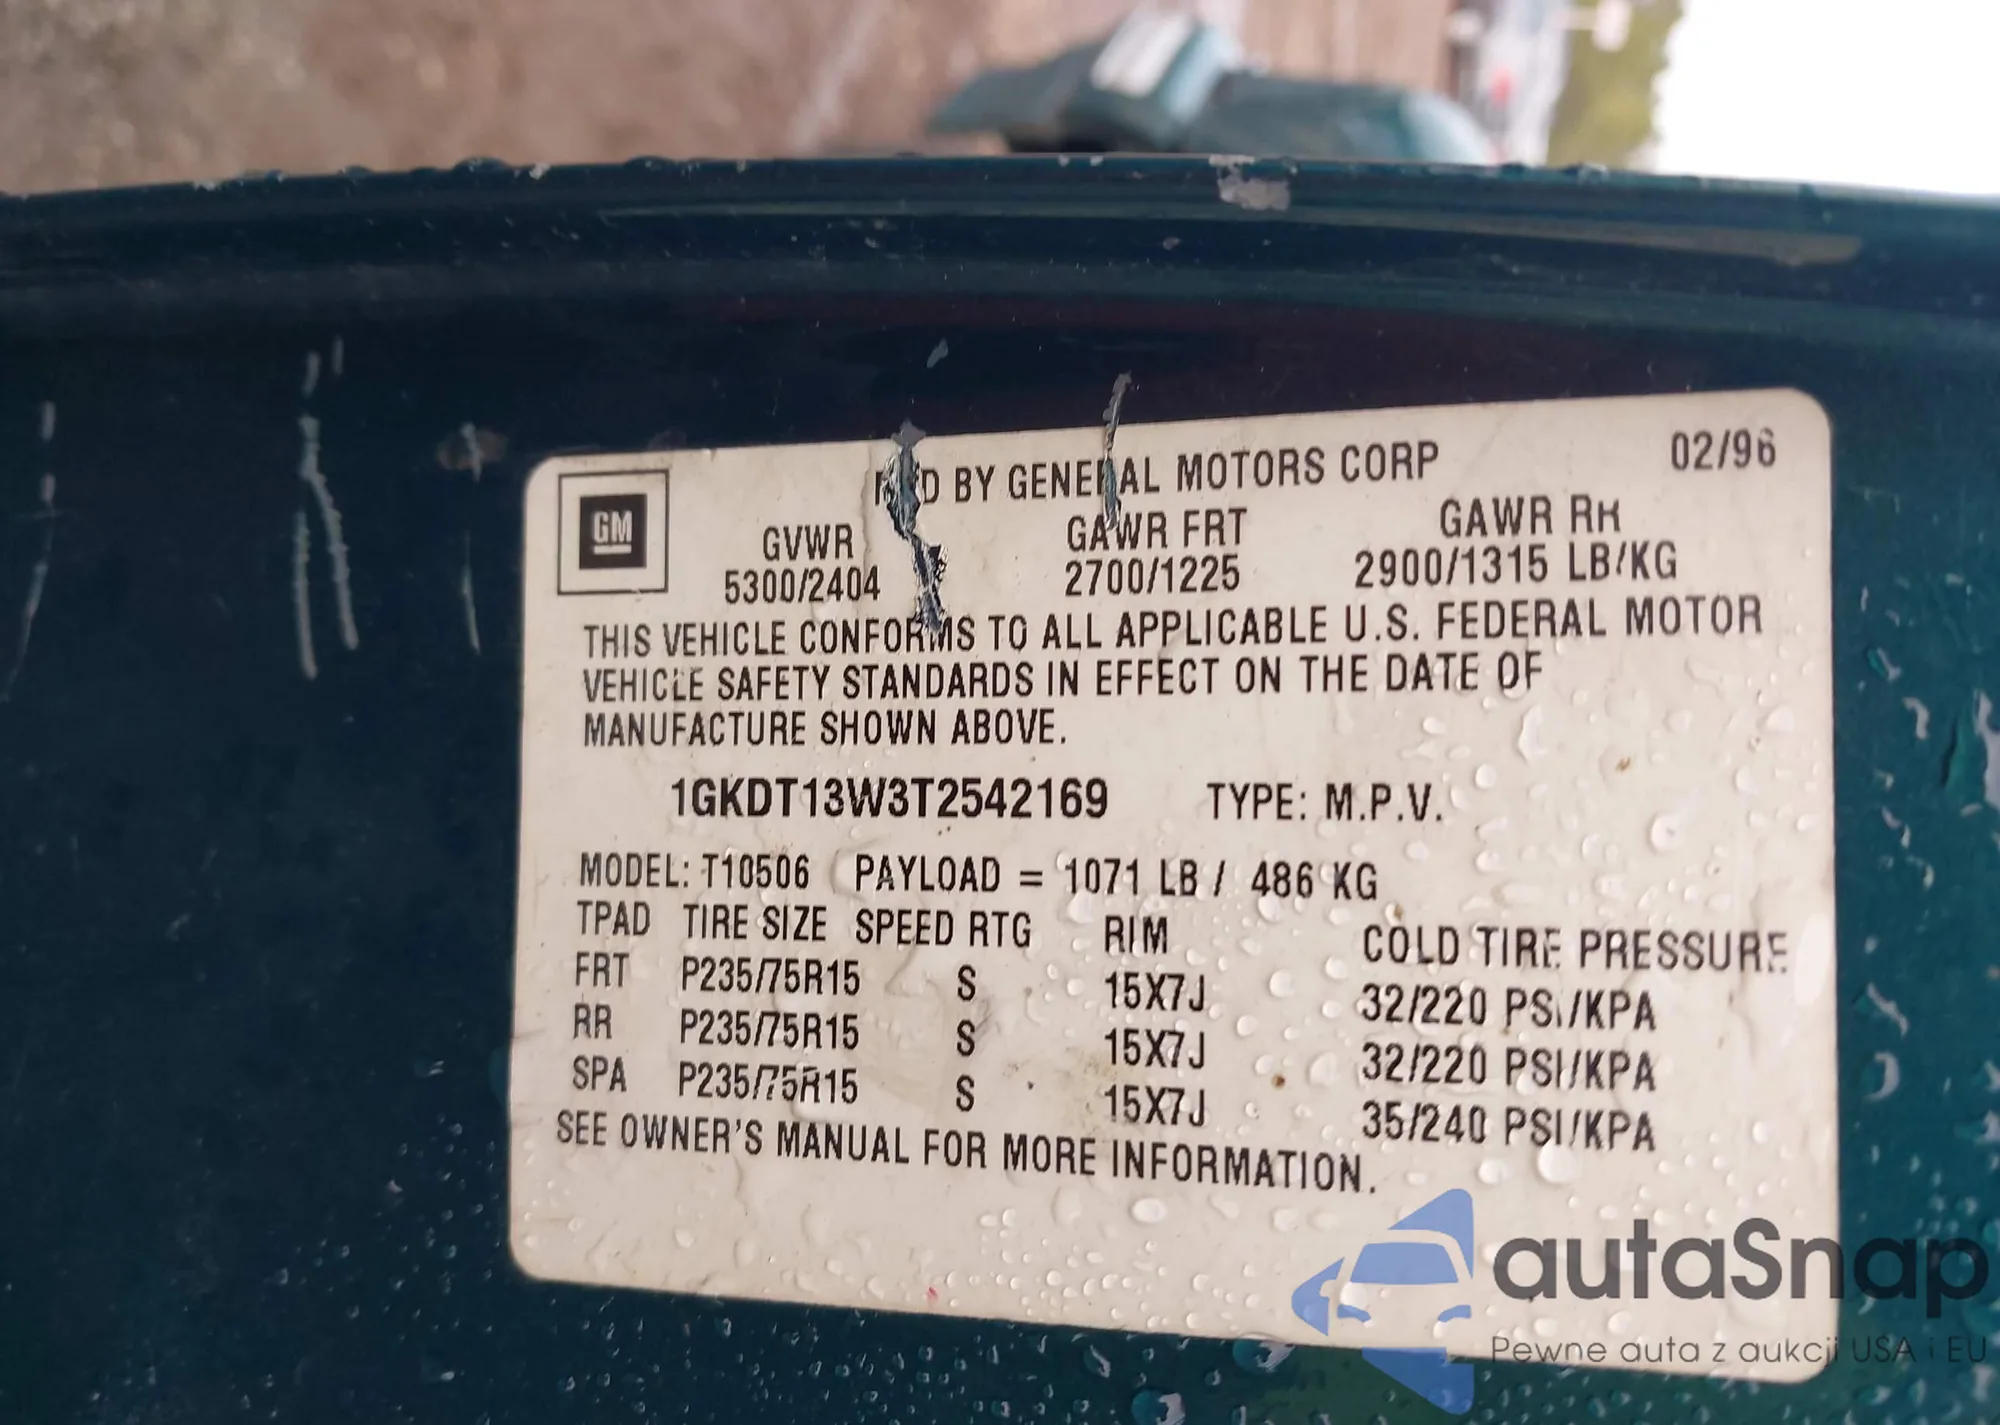 MFD BY GENERAL MOTORS CORP 02/96
GM
GVWR GAWR FRT GAWR RR
5300/2404 2700/1225 2900/1315 LB/KG
THIS VEHICLE CONFORMS TO ALL APPLICABLE U.S. FEDERAL MOTOR
VEHICLE SAFETY STANDARDS IN EFFECT ON THE DATE OF
MANUFACTURE SHOWN ABOVE.
1GKDT13W3T2542169 TYPE: M.P.V.
MODEL: T10506 PAYLOAD = 1071 LB / 486 KG
TPAD TIRE SIZE SPEED RTG RIM COLD TIRE PRESSURE
FRT P235/75R15 S 15X7J 32/220 PSI/KPA
RR P235/75R15 S 15X7J 32/220 PSI/KPA
SPA P235/75R15 S 15X7J 35/240 PSI/KPA
SEE OWNER'S MANUAL FOR MORE INFORMATION.
autaSnap
Pewne auta z aukcji USA i EU